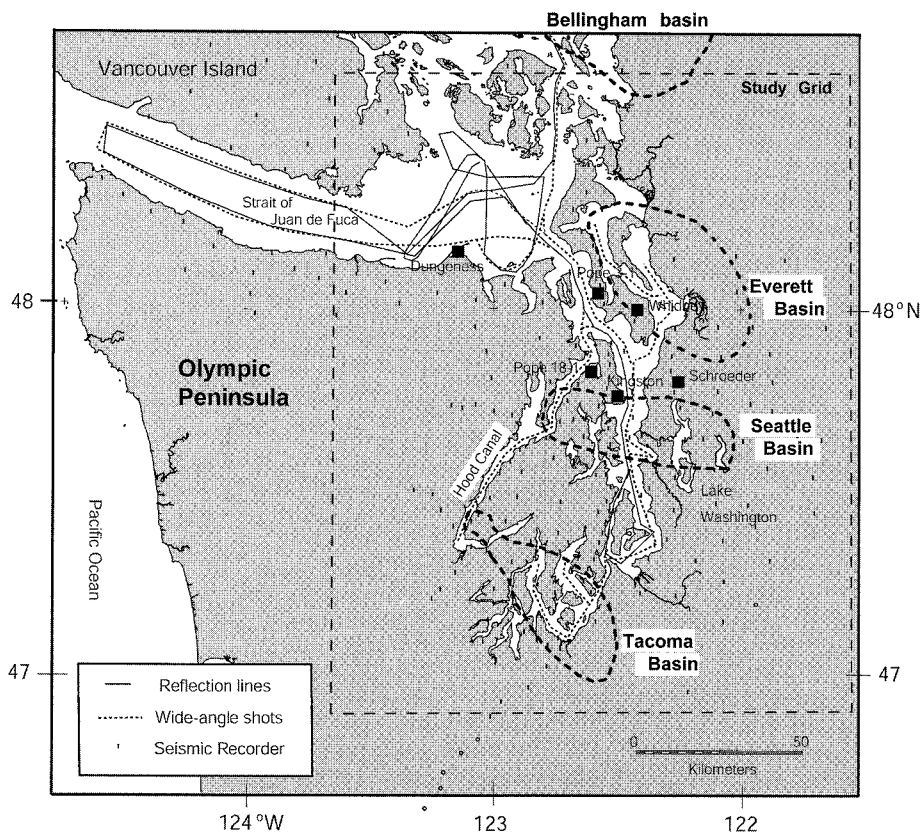 Bellingham basin
Vancouver Island
Study Grid
Strait of
Juan de Fuca
Dungeness
Pope
Everett
Basin
48
48°N
Olympic
Peninsula
Pope 18-1
Kingston
Schroeder
Seattle
Basin
Hood Canal
Lake
Washington
Pacific Ocean
Tacoma
Basin
47
47
Reflection lines
Wide-angle shots
Seismic Recorder
0
50
Kilometers
124°W
123
122